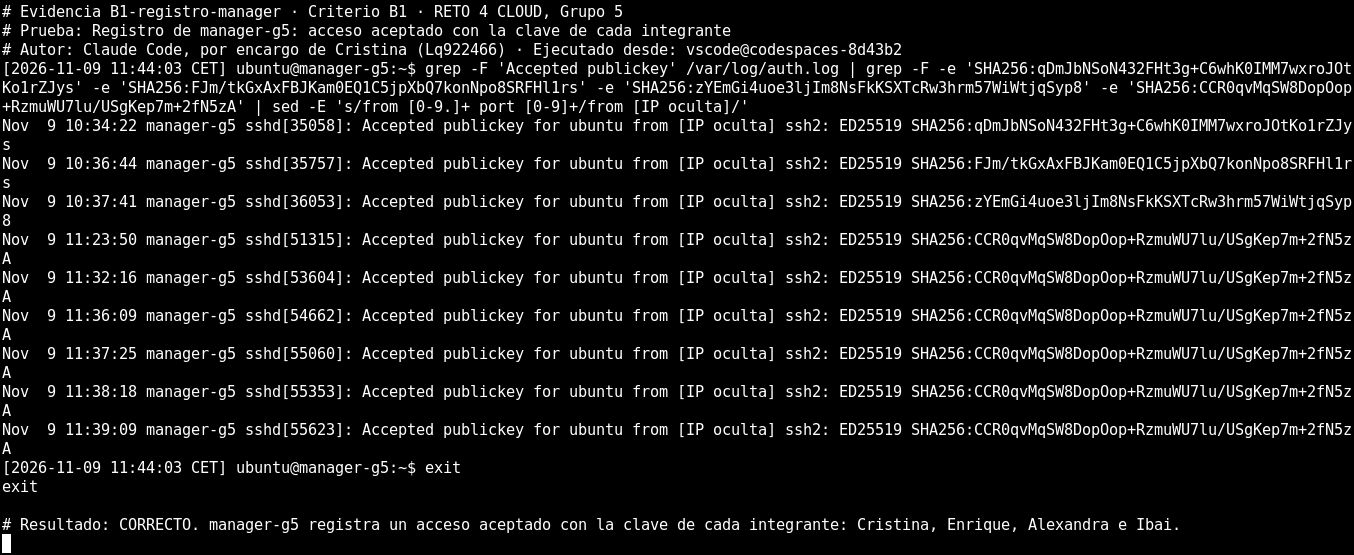 # Evidencia B1-registro-manager · Criterio B1 · RETO 4 CLOUD, Grupo 5
# Prueba: Registro de manager-g5: acceso aceptado con la clave de cada integrante
# Autor: Claude Code, por encargo de Cristina (Lq922466) · Ejecutado desde: vscode@codespaces-8d43b2
[2026-11-09 11:44:03 CET] ubuntu@manager-g5:~$ grep -F 'Accepted publickey' /var/log/auth.log | grep -F -e 'SHA256:qDmJbNSoN432FHt3g+C6whK0IMM7wxroJOt
Ko1rZJys' -e 'SHA256:FJm/tkGxAxFBJKam0EQ1C5jpXbQ7konNpo8SRFHl1rs' -e 'SHA256:zYEmGi4uoe3ljIm8NsFkKSXTcRw3hrm57WiWtjqSyp8' -e 'SHA256:CCR0qvMqSW8DopOop
+RzmuWU7lu/USgKep7m+2fN5zA' | sed -E 's/from [0-9.]+ port [0-9]+/from [IP oculta]/'
Nov  9 10:34:22 manager-g5 sshd[35058]: Accepted publickey for ubuntu from [IP oculta] ssh2: ED25519 SHA256:qDmJbNSoN432FHt3g+C6whK0IMM7wxroJOtKo1rZJy
s
Nov  9 10:36:44 manager-g5 sshd[35757]: Accepted publickey for ubuntu from [IP oculta] ssh2: ED25519 SHA256:FJm/tkGxAxFBJKam0EQ1C5jpXbQ7konNpo8SRFHl1r
s
Nov  9 10:37:41 manager-g5 sshd[36053]: Accepted publickey for ubuntu from [IP oculta] ssh2: ED25519 SHA256:zYEmGi4uoe3ljIm8NsFkKSXTcRw3hrm57WiWtjqSyp
8
Nov  9 11:23:50 manager-g5 sshd[51315]: Accepted publickey for ubuntu from [IP oculta] ssh2: ED25519 SHA256:CCR0qvMqSW8DopOop+RzmuWU7lu/USgKep7m+2fN5z
A
Nov  9 11:32:16 manager-g5 sshd[53604]: Accepted publickey for ubuntu from [IP oculta] ssh2: ED25519 SHA256:CCR0qvMqSW8DopOop+RzmuWU7lu/USgKep7m+2fN5z
A
Nov  9 11:36:09 manager-g5 sshd[54662]: Accepted publickey for ubuntu from [IP oculta] ssh2: ED25519 SHA256:CCR0qvMqSW8DopOop+RzmuWU7lu/USgKep7m+2fN5z
A
Nov  9 11:37:25 manager-g5 sshd[55060]: Accepted publickey for ubuntu from [IP oculta] ssh2: ED25519 SHA256:CCR0qvMqSW8DopOop+RzmuWU7lu/USgKep7m+2fN5z
A
Nov  9 11:38:18 manager-g5 sshd[55353]: Accepted publickey for ubuntu from [IP oculta] ssh2: ED25519 SHA256:CCR0qvMqSW8DopOop+RzmuWU7lu/USgKep7m+2fN5z
A
Nov  9 11:39:09 manager-g5 sshd[55623]: Accepted publickey for ubuntu from [IP oculta] ssh2: ED25519 SHA256:CCR0qvMqSW8DopOop+RzmuWU7lu/USgKep7m+2fN5z
A
[2026-11-09 11:44:03 CET] ubuntu@manager-g5:~$ exit
exit
# Resultado: CORRECTO. manager-g5 registra un acceso aceptado con la clave de cada integrante: Cristina, Enrique, Alexandra e Ibai.